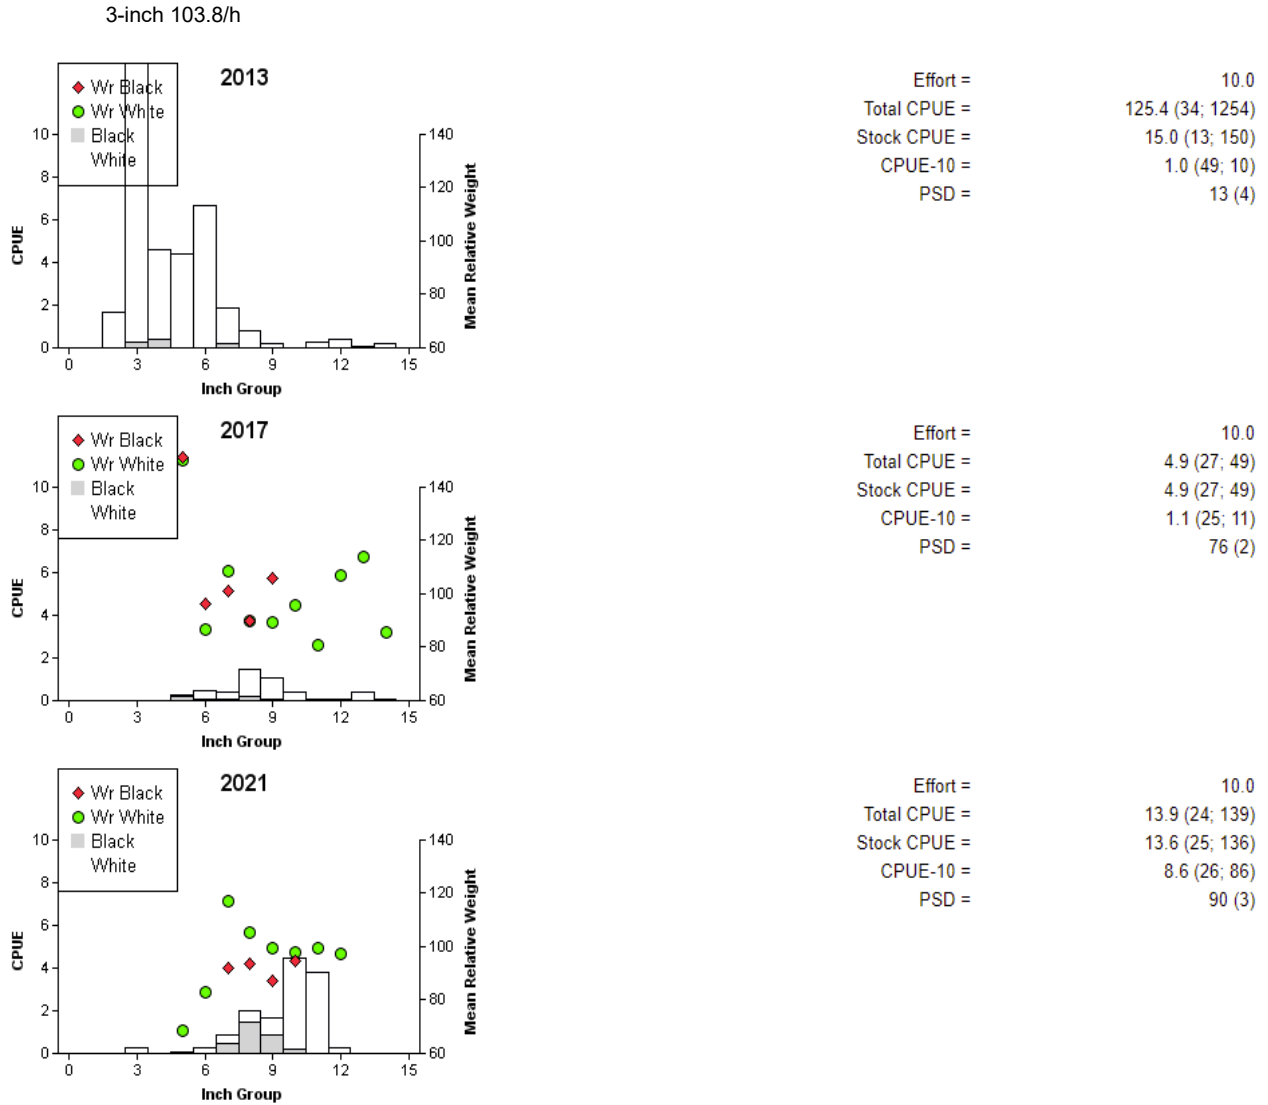 3-inch 103.8/h
2013
Wr Black
Wr White
Black
White
10
8
6
4
2
0
CPUE
140
120
100
80
60
Mean Relative Weight
0 3 6 9 12 15
Inch Group
Effort = 10.0
Total CPUE = 125.4 (34; 1254)
Stock CPUE = 15.0 (13; 150)
CPUE-10 = 1.0 (49; 10)
PSD = 13 (4)
2017
Wr Black
Wr White
Black
White
10
8
6
4
2
0
CPUE
140
120
100
80
60
Mean Relative Weight
0 3 6 9 12 15
Inch Group
Effort = 10.0
Total CPUE = 4.9 (27; 49)
Stock CPUE = 4.9 (27; 49)
CPUE-10 = 1.1 (25; 11)
PSD = 76 (2)
2021
Wr Black
Wr White
Black
White
10
8
6
4
2
0
CPUE
140
120
100
80
60
Mean Relative Weight
0 3 6 9 12 15
Inch Group
Effort = 10.0
Total CPUE = 13.9 (24; 139)
Stock CPUE = 13.6 (25; 136)
CPUE-10 = 8.6 (26; 86)
PSD = 90 (3)